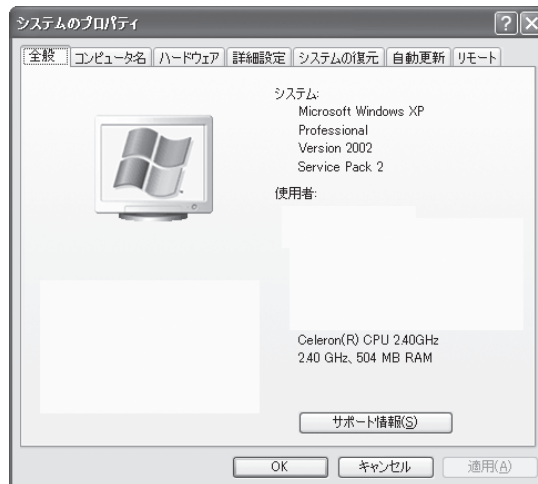 システムのプロパティ
全般 コンピュータ名 ハードウェア 詳細設定 システムの復元 自動更新 リモート
システム:
Microsoft Windows XP
Professional
Version 2002
Service Pack 2
使用者:
Celeron(R) CPU 2.40GHz
2.40 GHz、504 MB RAM
サポート情報(S)
OK キャンセル 適用(A)